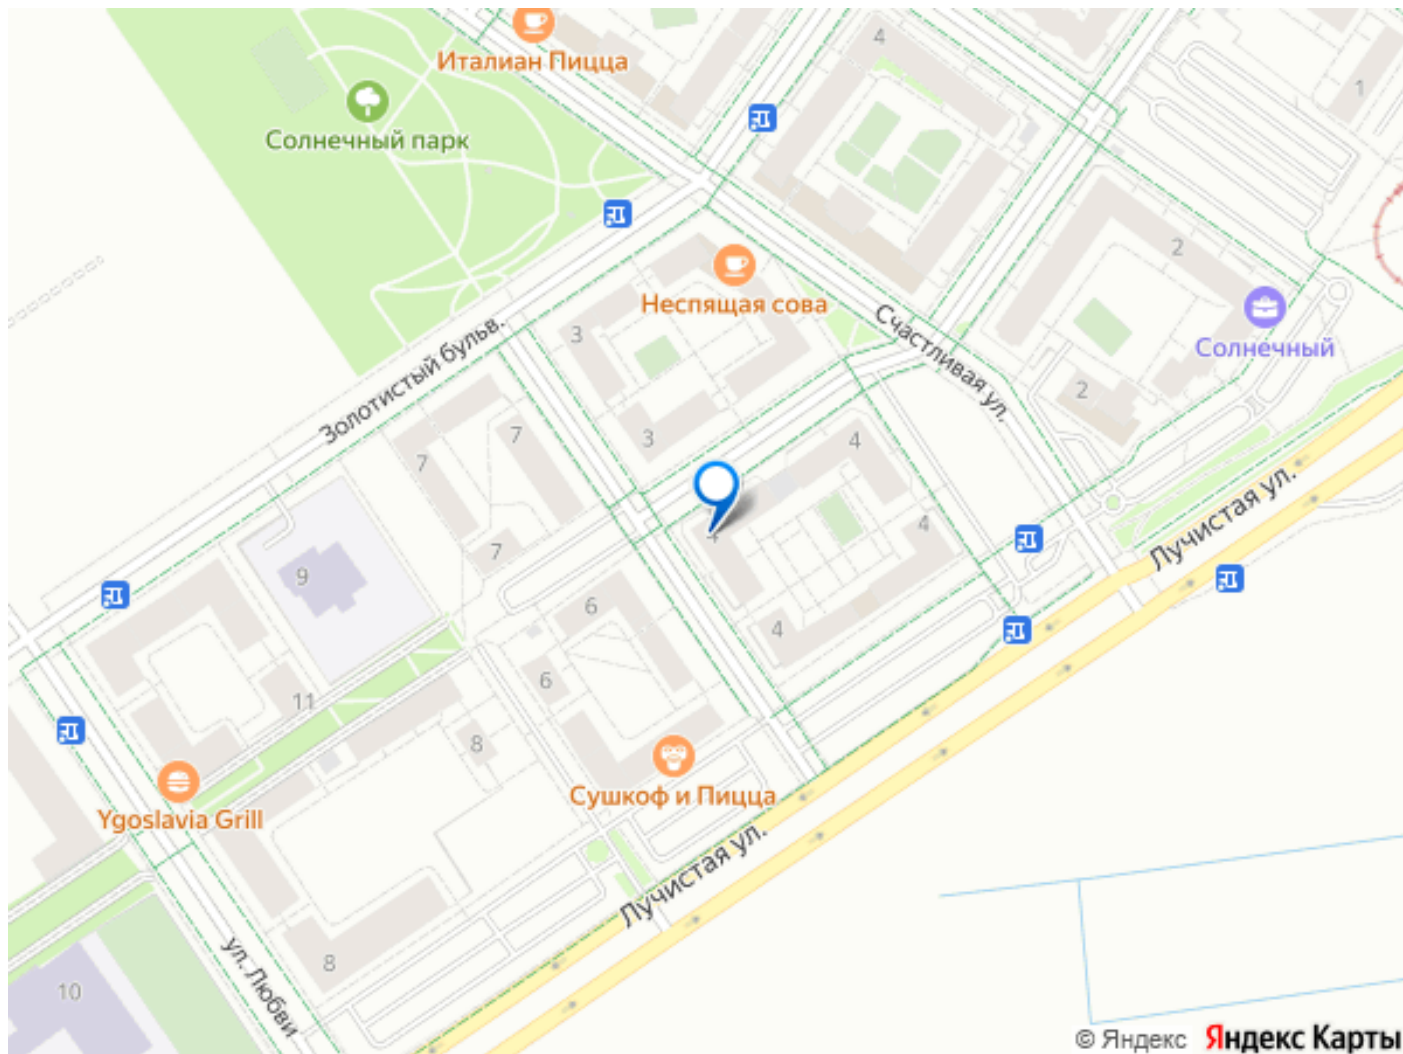 Италиан Пицца
4
1
Солнечный парк
2
Неспящая сова
Счастливая ул.
Солнечный
3
Золотистый бульв.
2
3
7
7
4
Лучистая ул.
4
4
7
9
6
4
6
11
8
Сушкоф и Пицца
Ygoslavia Grill
Лучистая ул.
8
ул. Любви
10
© Яндекс Яндекс Карты